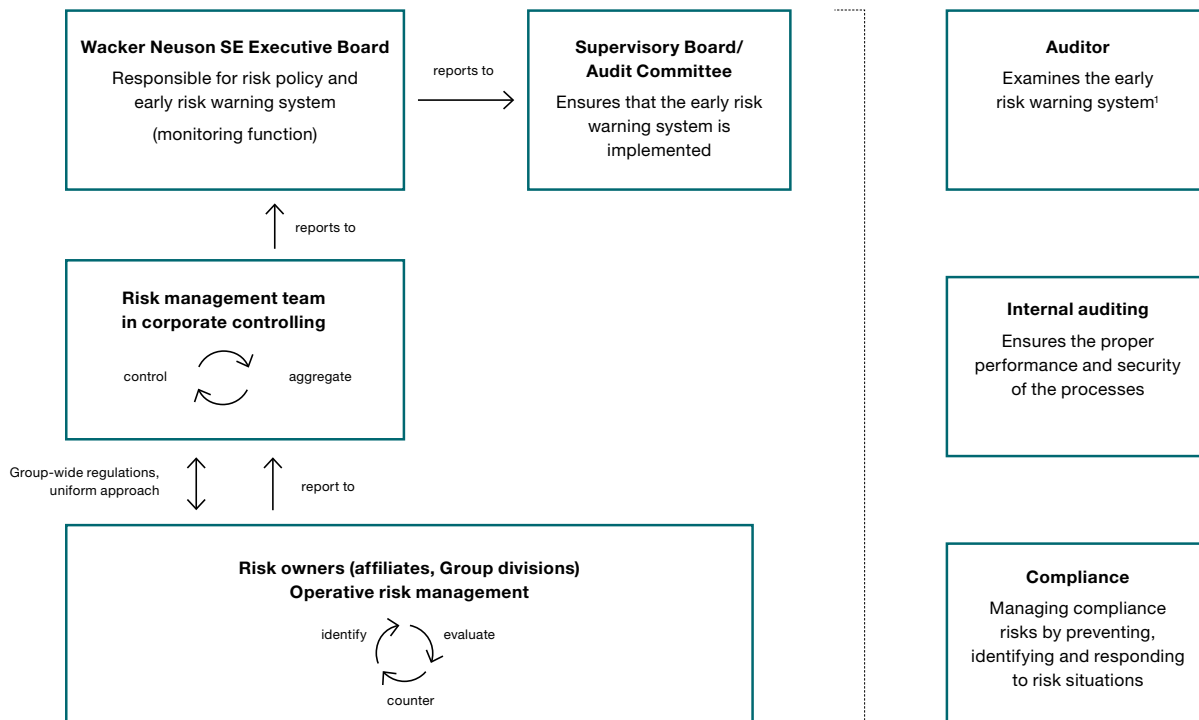 Wacker Neuson SE Executive Board
Responsible for risk policy and
early risk warning system
(monitoring function)
reports to
Supervisory Board/
Audit Committee
Ensures that the early risk
warning system is
implemented
Auditor
Examines the early
risk warning system¹
reports to
Risk management team
in corporate controlling
control
aggregate
Internal auditing
Ensures the proper
performance and security
of the processes
Group-wide regulations,
uniform approach
report to
Risk owners (affiliates, Group divisions)
Operative risk management
identify
evaluate
counter
Compliance
Managing compliance
risks by preventing,
identifying and responding
to risk situations